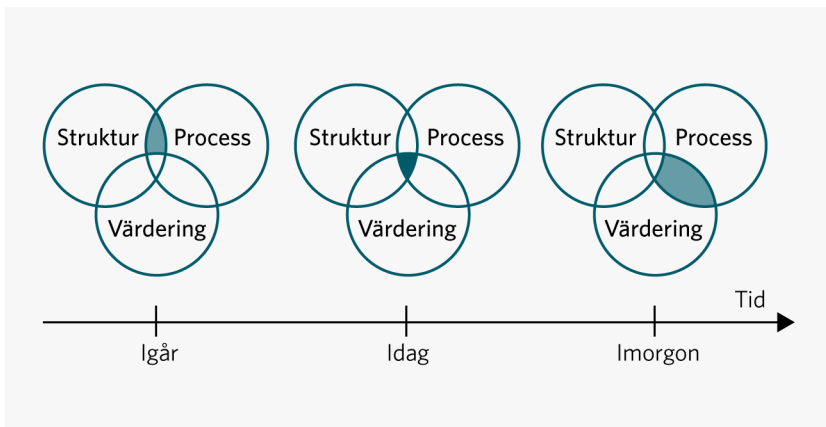 Struktur Process
Värdering
Struktur Process
Värdering
Struktur Process
Värdering
Tid
Igår
Idag
Imorgon